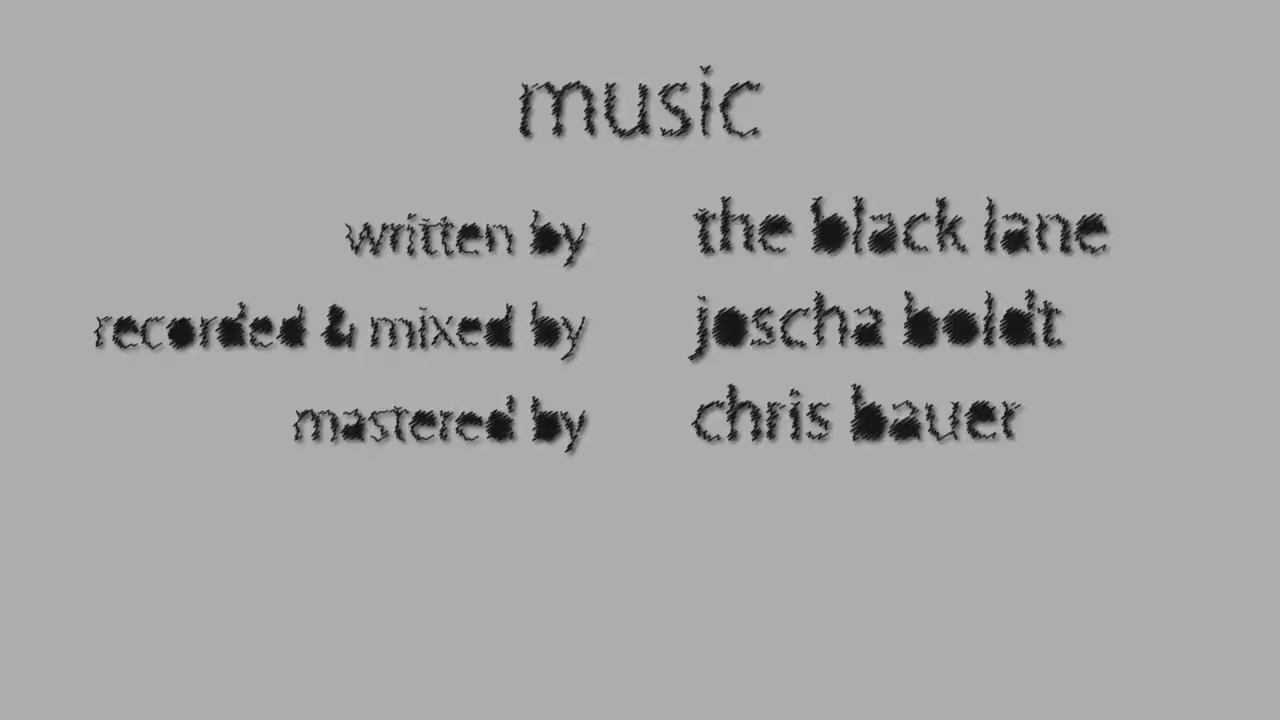 music
written by the black lane
recorded & mixed by joscha boldt
mastered by chris bauer